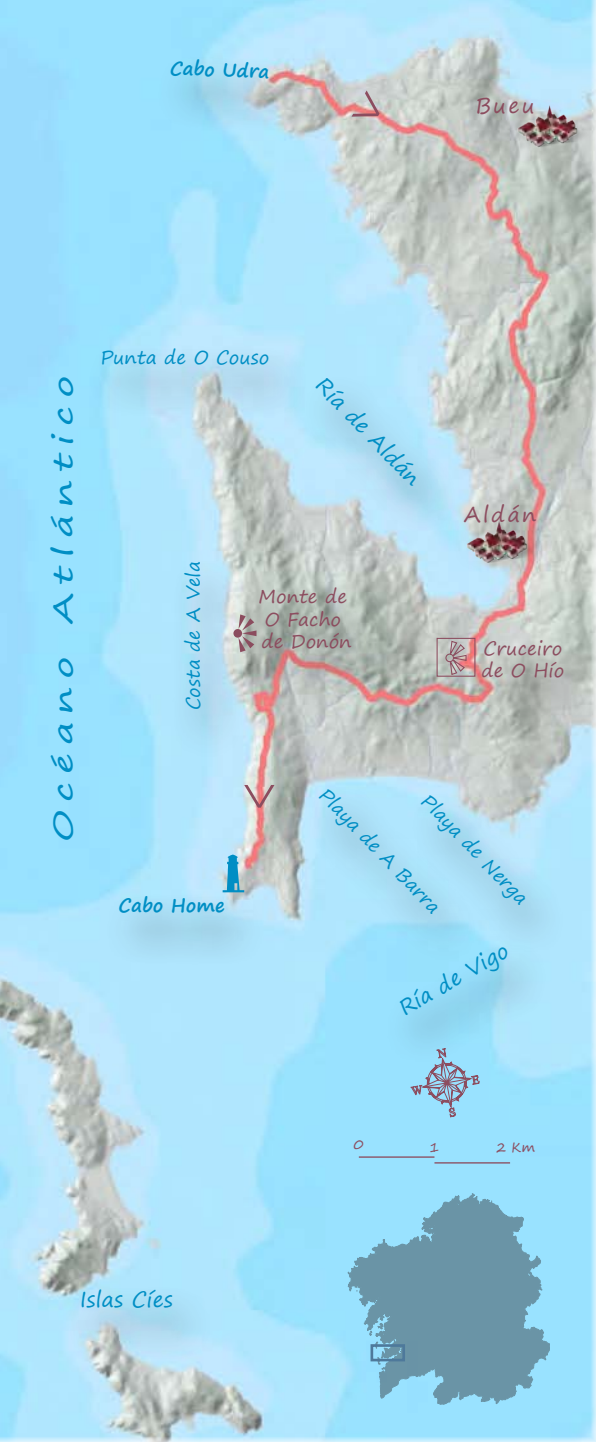 Cabo Udra
Bueu
Punta de O Couso
Ría de Aldán
Océano Atlántico
Aldán
Costa de A Vela
Monte de
O Facho
de Donón
Cruceiro
de O Hío
Playa de A Barra
Playa de Nerga
Cabo Home
Ría de Vigo
N
W
E
S
0 1 2 Km
Islas Cíes